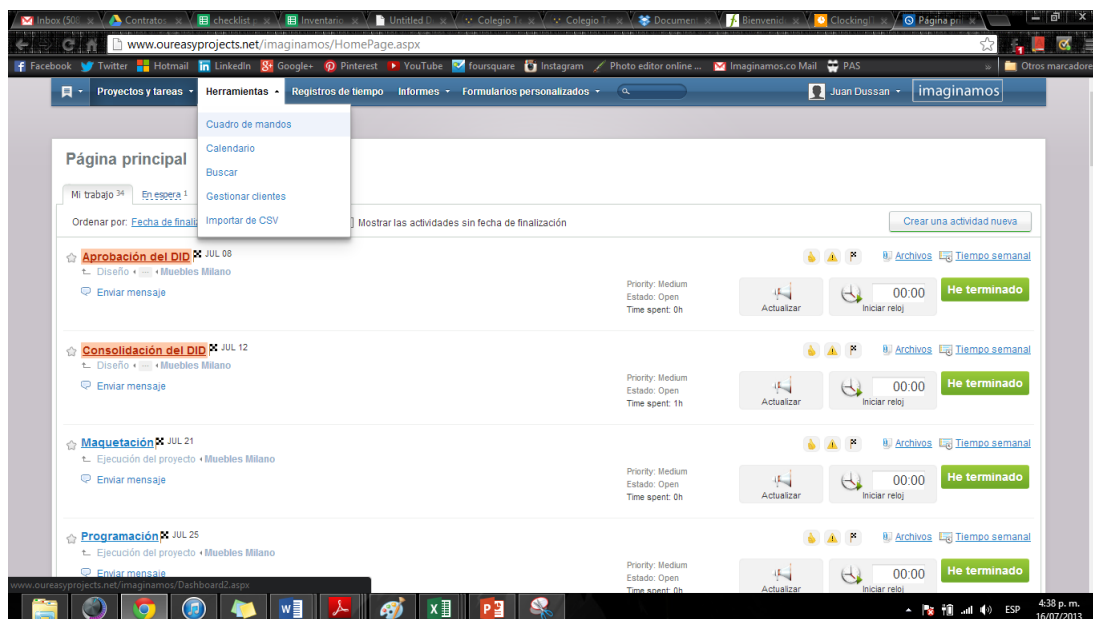 Inbox (508
Contratos
checklist p
Inventario
Untitled D
Colegio T
Colegio T
Document
Bienvenid
ClockingI
Página pri
www.oureasyprojects.net/imaginamos/HomePage.aspx
Facebook Twitter Hotmail LinkedIn Google+ Pinterest YouTube foursquare Instagram Photo editor online ... Imaginamos.co Mail PAS » Otros marcadore
Proyectos y tareas Herramientas Registros de tiempo Informes Formularios personalizados Juan Dussan imaginamos
Cuadro de mandos
Calendario
Buscar
Gestionar clientes
Importar de CSV
Página principal
Mi trabajo 34 En espera 1
Ordenar por: Fecha de finali Mostrar las actividades sin fecha de finalización Crear una actividad nueva
Aprobación del DID JUL 08 Archivos Tiempo semanal
Diseño Muebles Milano
Enviar mensaje
Priority: Medium
Estado: Open
Time spent: 0h
Actualizar
00:00
Iniciar reloj
He terminado
Consolidación del DID JUL 12 Archivos Tiempo semanal
Diseño Muebles Milano
Enviar mensaje
Priority: Medium
Estado: Open
Time spent: 1h
Actualizar
00:00
Iniciar reloj
He terminado
Maquetación JUL 21 Archivos Tiempo semanal
Ejecución del proyecto Muebles Milano
Enviar mensaje
Priority: Medium
Estado: Open
Time spent: 0h
Actualizar
00:00
Iniciar reloj
He terminado
Programación JUL 25 Archivos Tiempo semanal
Ejecución del proyecto Muebles Milano
Enviar mensaje
Priority: Medium
Estado: Open
Time spent: 0h
Actualizar
00:00
Iniciar reloj
He terminado
www.oureasyprojects.net/imaginamos/Dashboard2.aspx
ESP
4:38 p. m.
16/07/2013